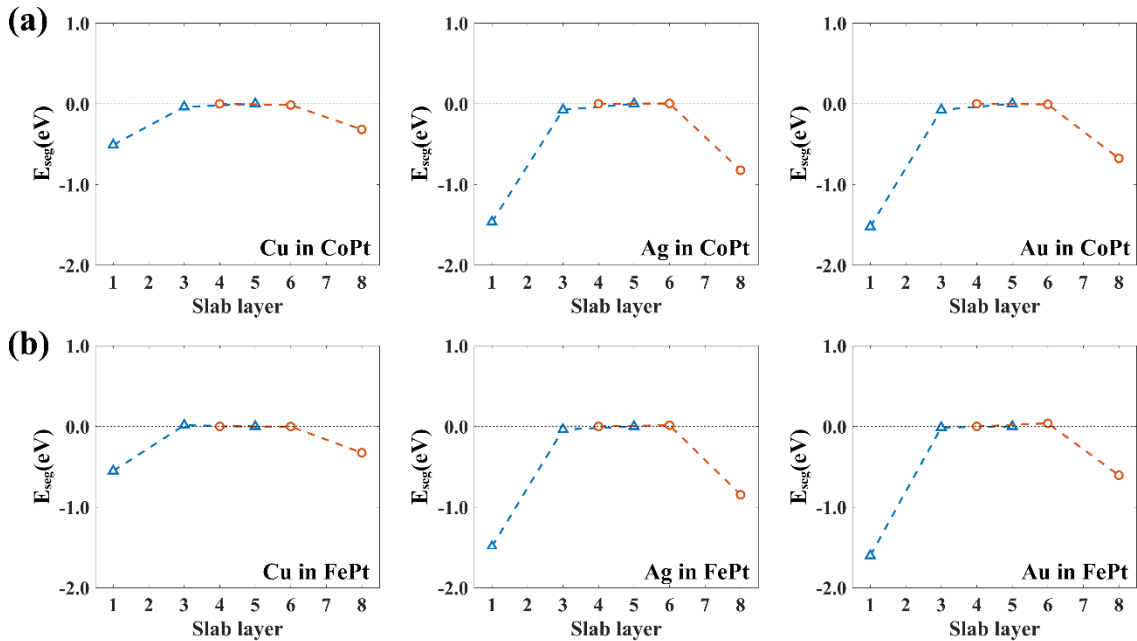 (a)
1.0
0.0
-1.0
-2.0
E_seg(eV)
1 2 3 4 5 6 7 8
Slab layer
Cu in CoPt
1.0
0.0
-1.0
-2.0
E_seg(eV)
1 2 3 4 5 6 7 8
Slab layer
Ag in CoPt
1.0
0.0
-1.0
-2.0
E_seg(eV)
1 2 3 4 5 6 7 8
Slab layer
Au in CoPt
(b)
1.0
0.0
-1.0
-2.0
E_seg(eV)
1 2 3 4 5 6 7 8
Slab layer
Cu in FePt
1.0
0.0
-1.0
-2.0
E_seg(eV)
1 2 3 4 5 6 7 8
Slab layer
Ag in FePt
1.0
0.0
-1.0
-2.0
E_seg(eV)
1 2 3 4 5 6 7 8
Slab layer
Au in FePt